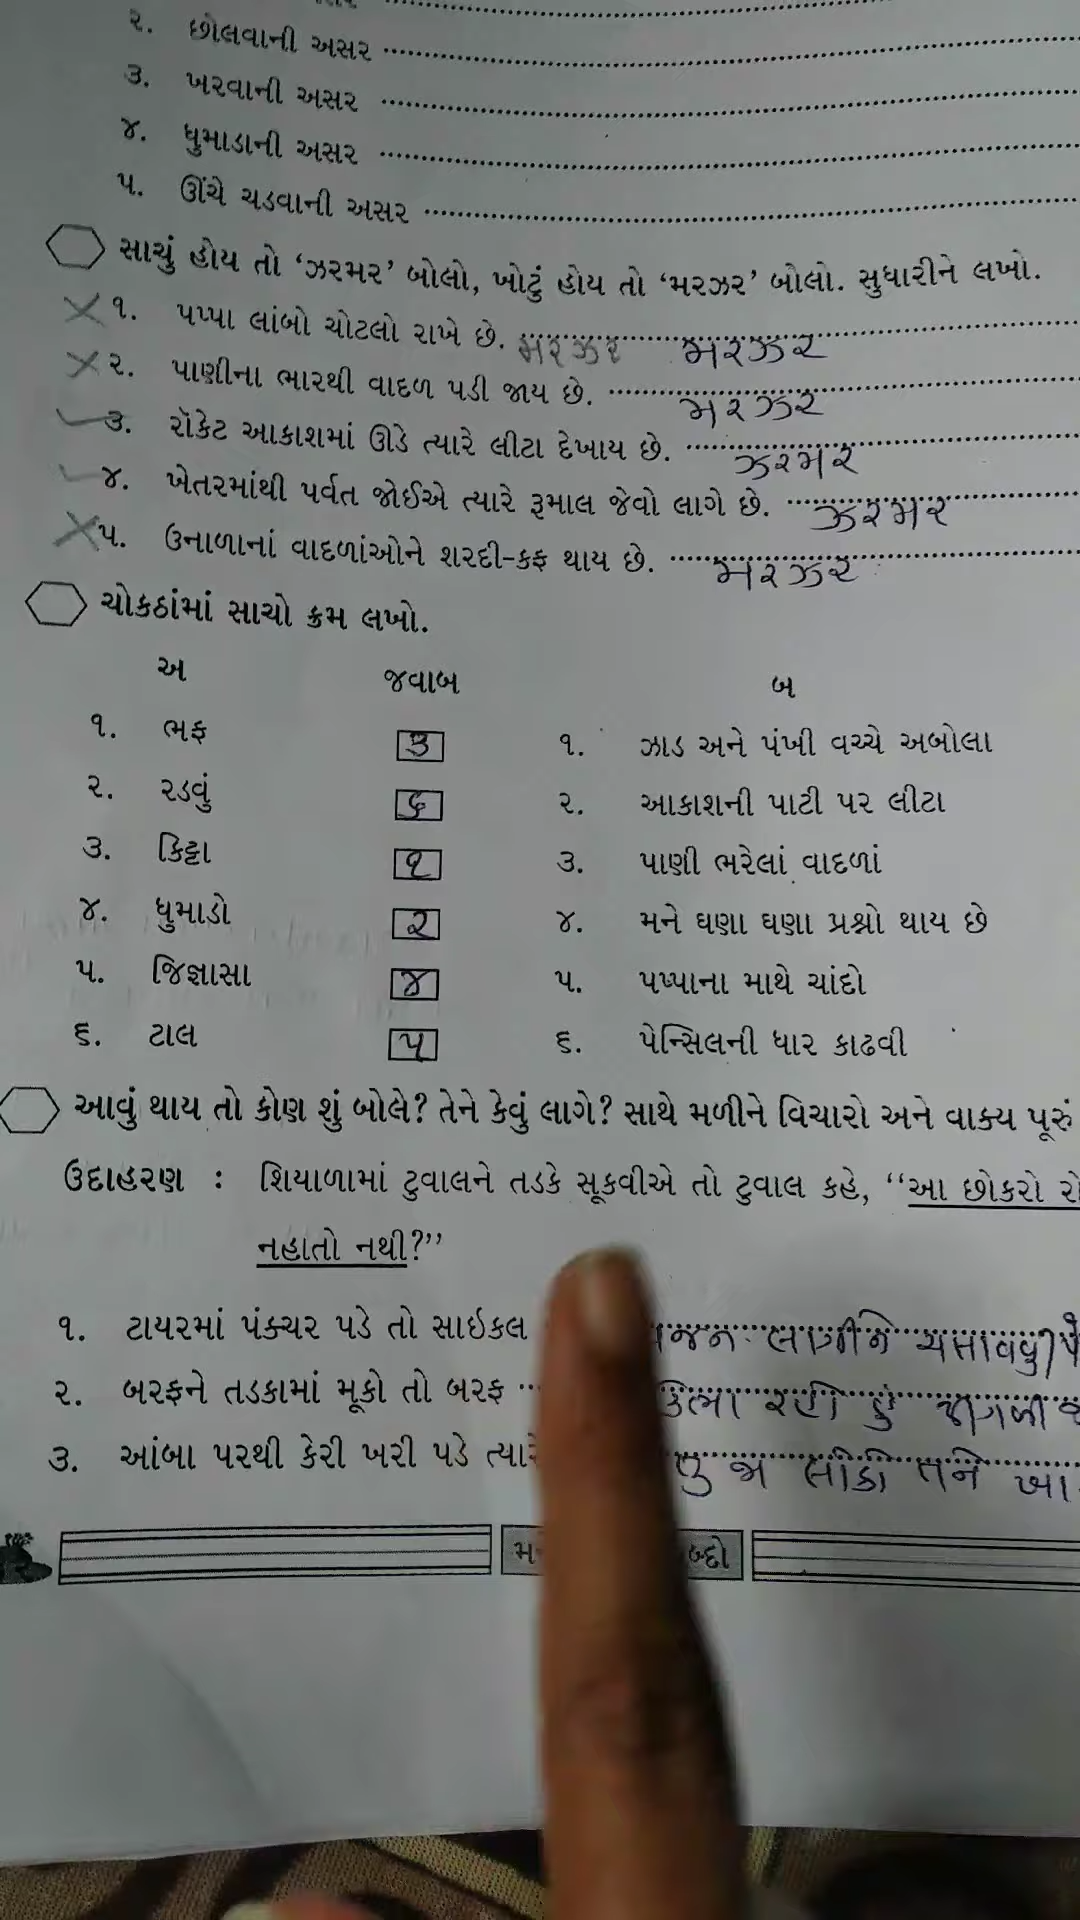 ૨. છોલવાની અસર
૩. ખરવાની અસર
૪. ધુમાડાની અસર
૫. ઊંચે ચડવાની અસર
સાચું હોય તો ‘ઝરમર’ બોલો, ખોટું હોય તો ‘મરઝર’ બોલો. સુધારીને લખો.
૧. પપ્પા લાંબો ચોટલો રાખે છે. મરઝર મરઝર
૨. પાણીના ભારથી વાદળ પડી જાય છે. મરઝર
૩. રૉકેટ આકાશમાં ઊડે ત્યારે લીટા દેખાય છે. ઝરમર
૪. ખેતરમાંથી પર્વત જોઈએ ત્યારે રૂમાલ જેવો લાગે છે. ઝરમર
૫. ઉનાળાનાં વાદળાંઓને શરદી-કફ થાય છે. મરઝર
ચોકઠાંમાં સાચો ક્રમ લખો.
અ જવાબ બ
૧. ભફ ૩ ૧. ઝાડ અને પંખી વચ્ચે અબોલા
૨. રડવું ૬ ૨. આકાશની પાટી પર લીટા
૩. કિટ્ટા ૧ ૩. પાણી ભરેલાં વાદળાં
૪. ધુમાડો ૨ ૪. મને ઘણા ઘણા પ્રશ્નો થાય છે
૫. જિજ્ઞાસા ૪ ૫. પપ્પાના માથે ચાંદો
૬. ટાલ ૫ ૬. પેન્સિલની ધાર કાઢવી
આવું થાય તો કોણ શું બોલે? તેને કેવું લાગે? સાથે મળીને વિચારો અને વાક્ય પૂરું
ઉદાહરણ : શિયાળામાં ટુવાલને તડકે સૂકવીએ તો ટુવાલ કહે, “આ છોકરો
નહાતો નથી?”
૧. ટાયરમાં પંક્ચર પડે તો સાઇકલ
૨. બરફને તડકામાં મૂકો તો બરફ
૩. આંબા પરથી કેરી ખરી પડે